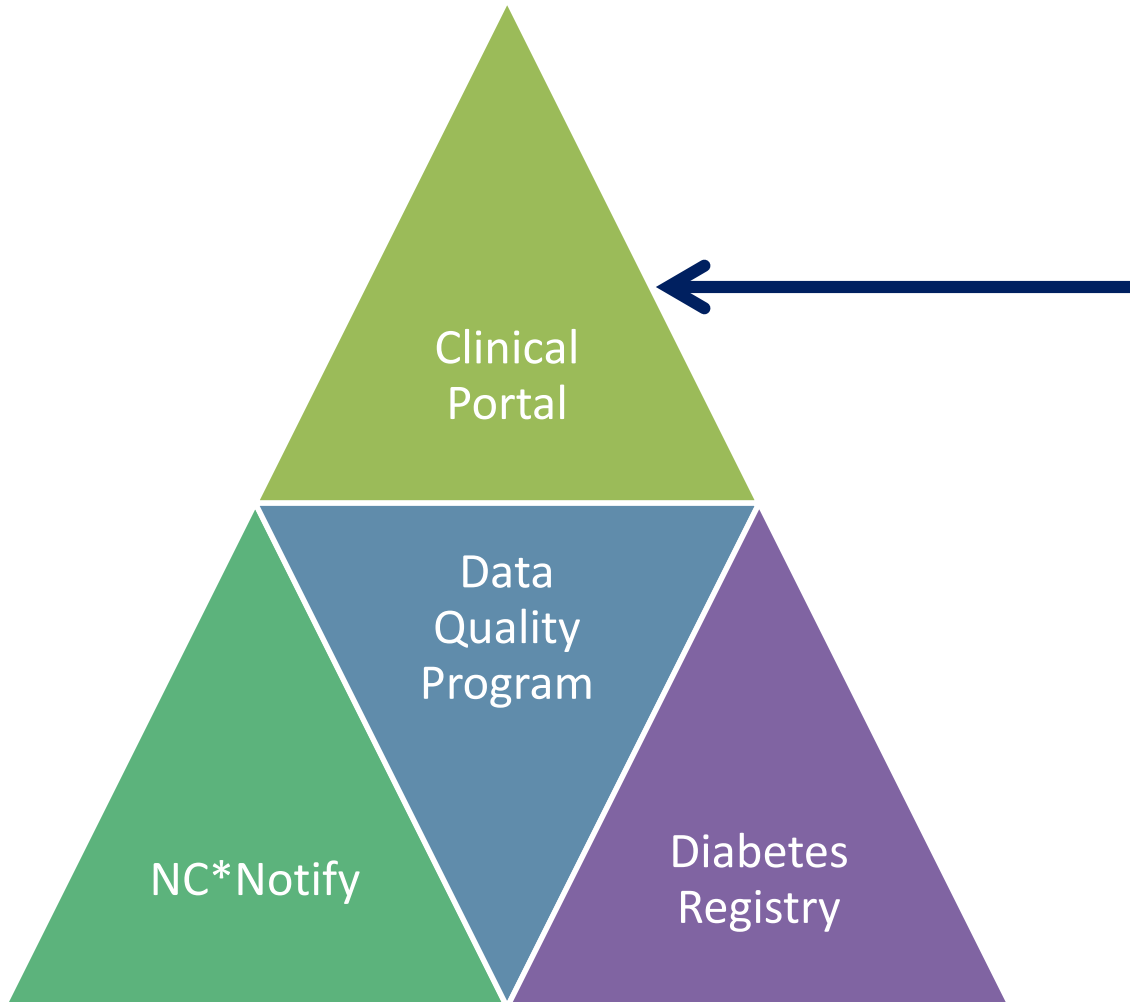 Clinical
Portal
Data
Quality
Program
NC*Notify
Diabetes
Registry